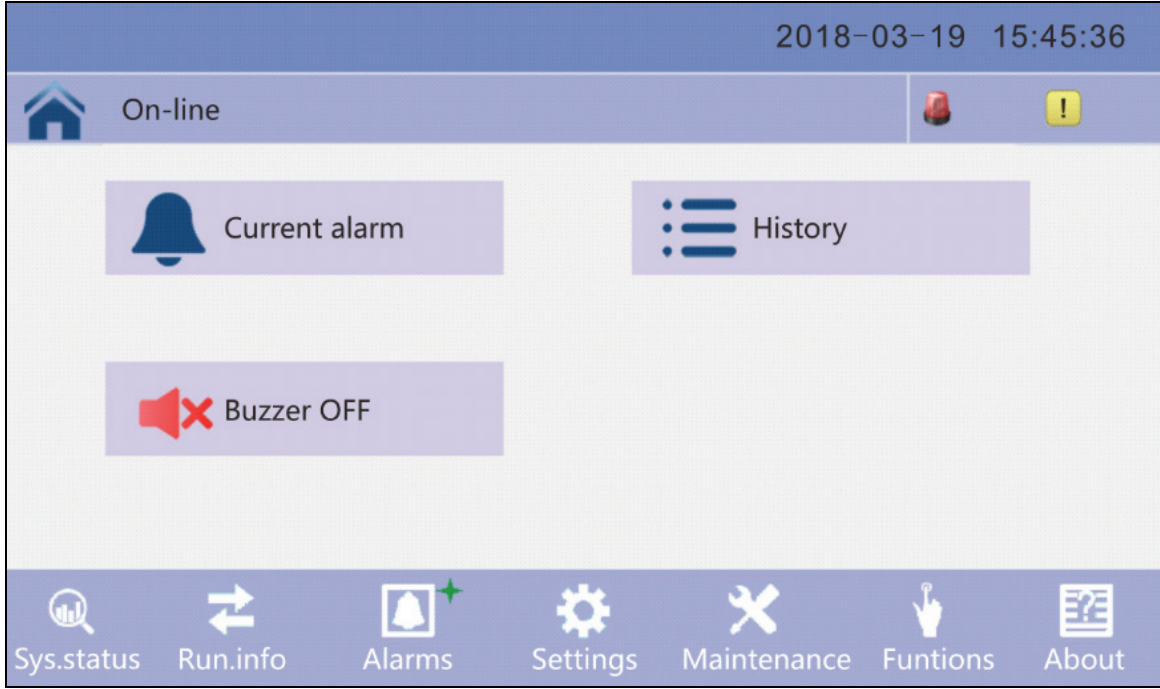 2018-03-19 15:45:36
On-line !
Current alarm History
Buzzer OFF
Sys.status Run.info Alarms Settings Maintenance Funtions About